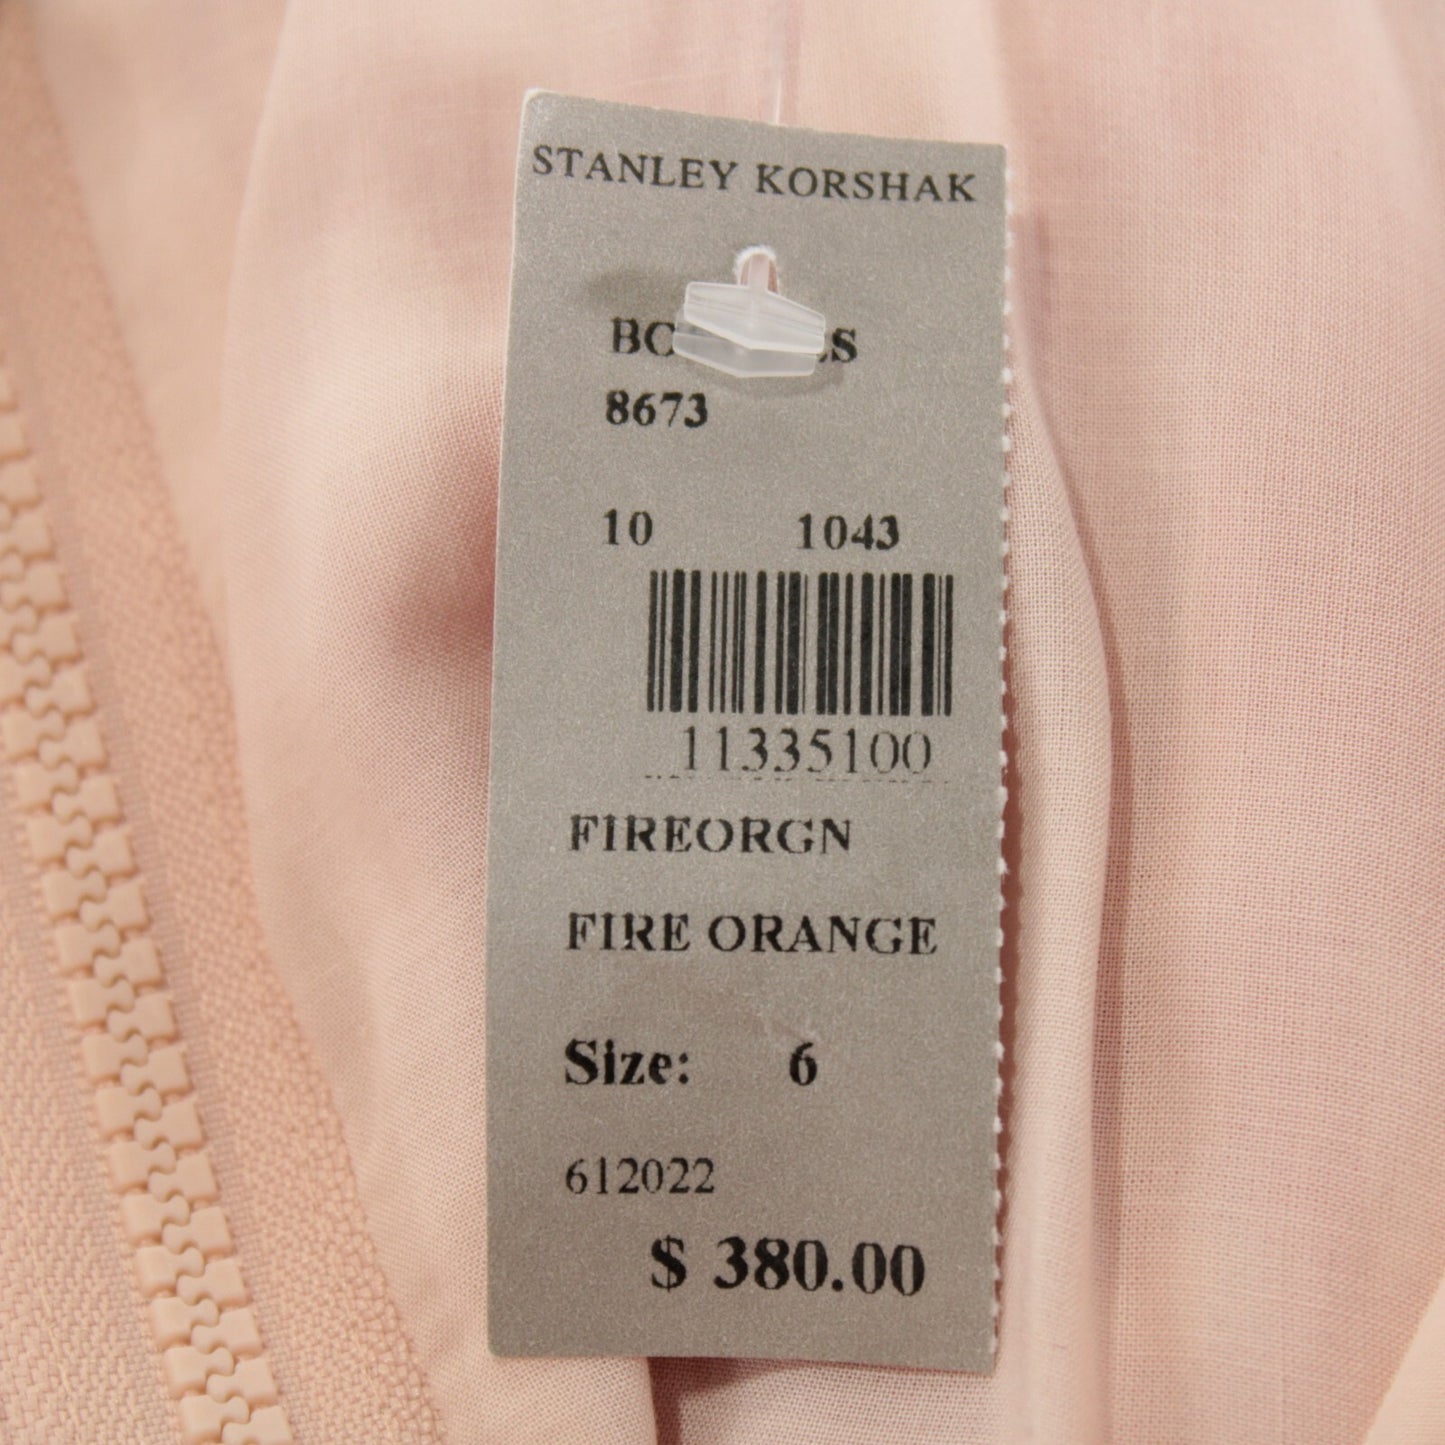 STANLEY KORSHAK
8673
10 1043
11335100
FIREORGN
FIRE ORANGE
Size: 6
612022
$ 380.00